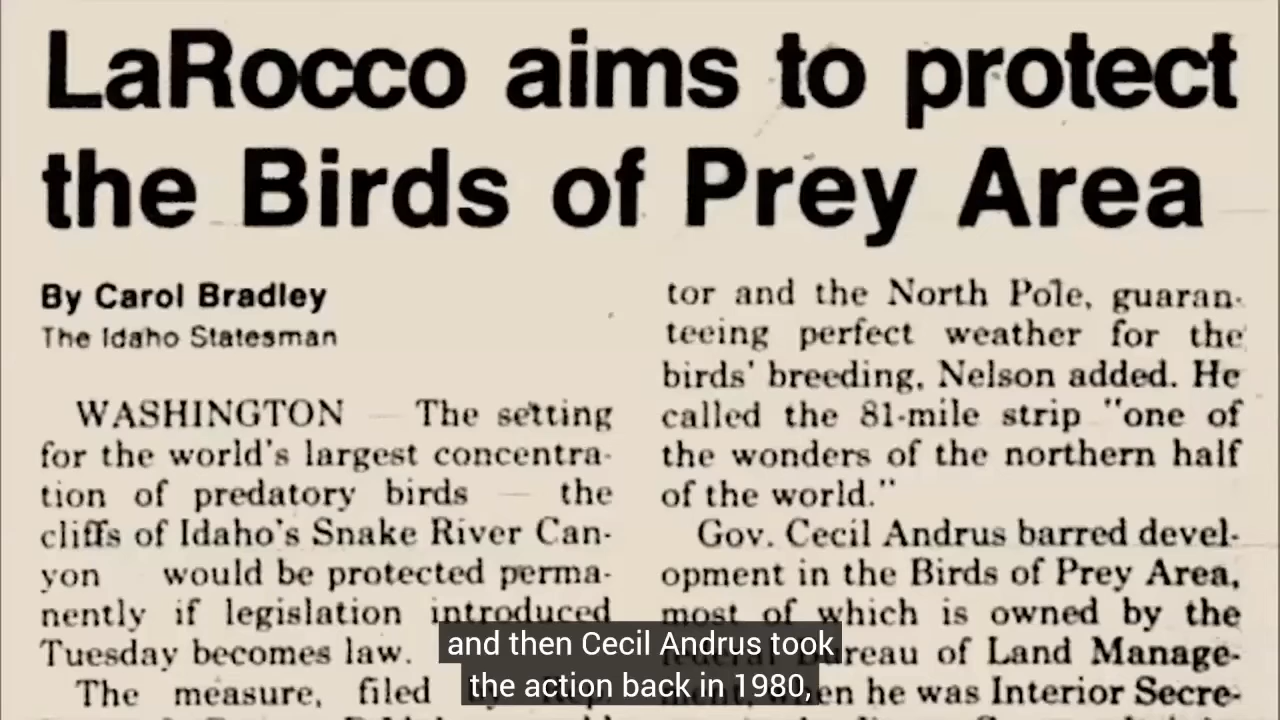 LaRocco aims to protect
the Birds of Prey Area
By Carol Bradley
The Idaho Statesman
WASHINGTON — The setting
for the world's largest concentra-
tion of predatory birds — the
cliffs of Idaho's Snake River Can-
yon would be protected perma-
nently if legislation introduced
Tuesday becomes law.
The measure, filed by Rep.
tor and the North Pole, guaran-
teeing perfect weather for the
birds' breeding, Nelson added. He
called the 81-mile strip "one of
the wonders of the northern half
of the world."
Gov. Cecil Andrus barred devel-
opment in the Birds of Prey Area,
most of which is owned by the
federal Bureau of Land Manage-
ment, when he was Interior Secre-
and then Cecil Andrus took
the action back in 1980,